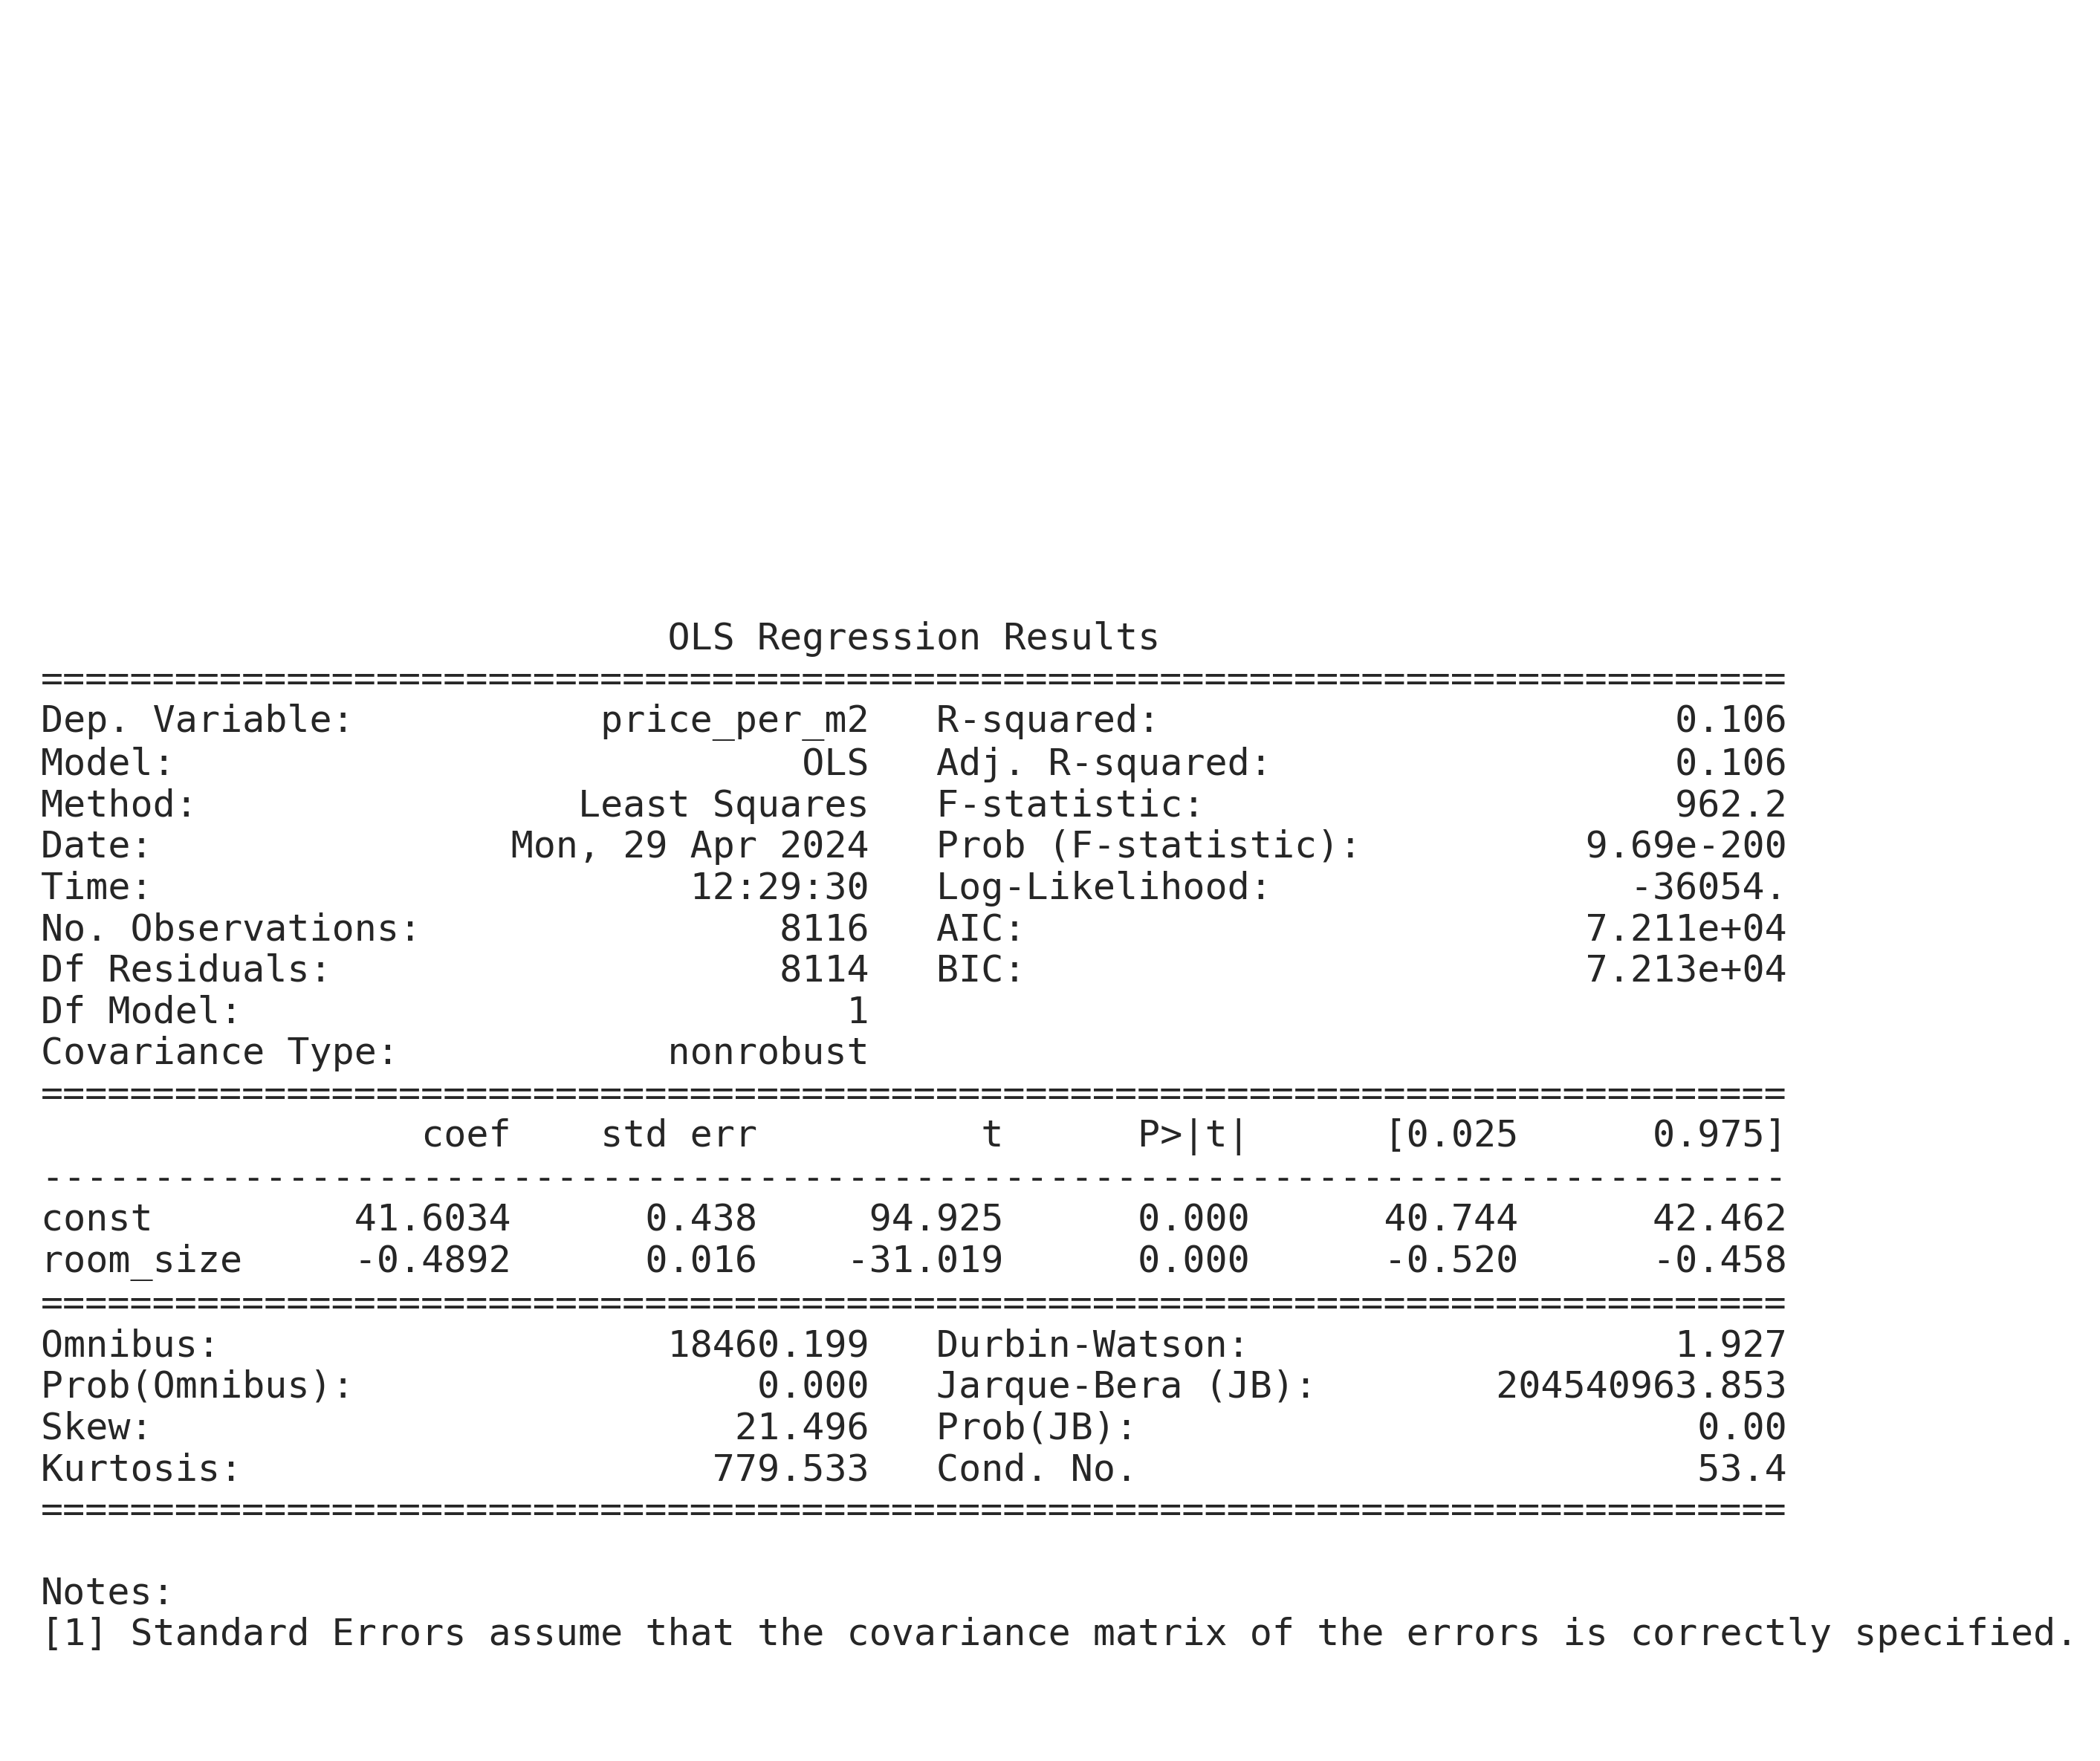 OLS Regression Results
==============================================================================
Dep. Variable:           price_per_m2   R-squared:                       0.106
Model:                            OLS   Adj. R-squared:                  0.106
Method:                 Least Squares   F-statistic:                     962.2
Date:                Mon, 29 Apr 2024   Prob (F-statistic):          9.69e-200
Time:                        12:29:30   Log-Likelihood:                -36054.
No. Observations:                8116   AIC:                         7.211e+04
Df Residuals:                    8114   BIC:                         7.213e+04
Df Model:                           1
Covariance Type:            nonrobust
==============================================================================
                 coef    std err          t      P>|t|      [0.025      0.975]
------------------------------------------------------------------------------
const         41.6034      0.438     94.925      0.000      40.744      42.462
room_size     -0.4892      0.016    -31.019      0.000      -0.520      -0.458
==============================================================================
Omnibus:                    18460.199   Durbin-Watson:                   1.927
Prob(Omnibus):                  0.000   Jarque-Bera (JB):        204540963.853
Skew:                          21.496   Prob(JB):                         0.00
Kurtosis:                     779.533   Cond. No.                         53.4
==============================================================================
Notes:
[1] Standard Errors assume that the covariance matrix of the errors is correctly specified.